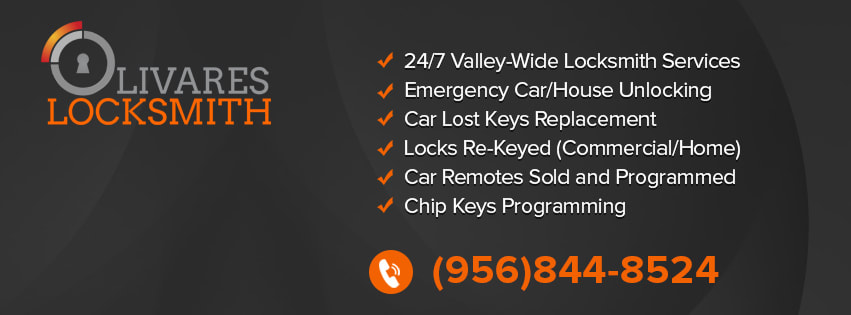 OLIVARES
LOCKSMITH
24/7 Valley-Wide Locksmith Services
Emergency Car/House Unlocking
Car Lost Keys Replacement
Locks Re-Keyed (Commercial/Home)
Car Remotes Sold and Programmed
Chip Keys Programming
(956)844-8524